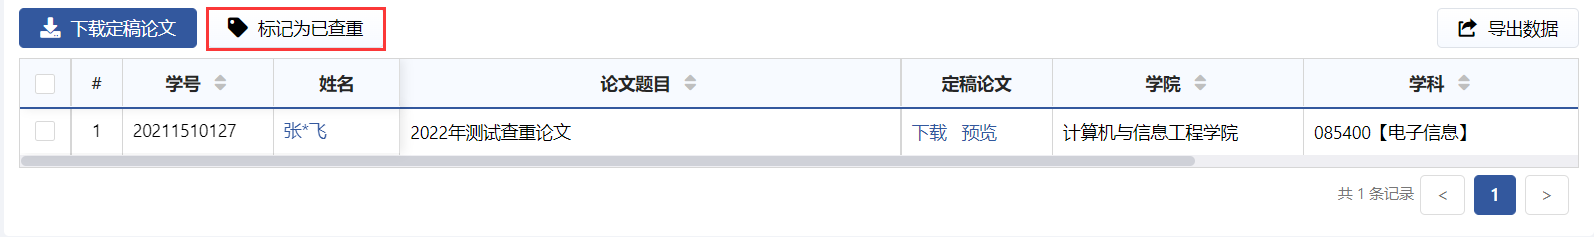 下载定稿论文 标记为已查重 导出数据
# 学号 姓名 论文题目 定稿论文 学院 学科
1 20211510127 张*飞 2022年测试查重论文 下载 预览 计算机与信息工程学院 085400【电子信息】
共 1 条记录 < 1 >